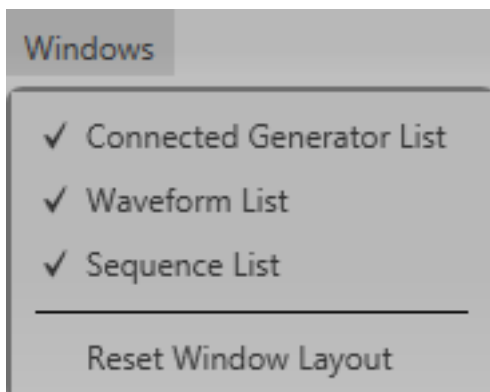 Windows
✓ Connected Generator List
✓ Waveform List
✓ Sequence List
Reset Window Layout